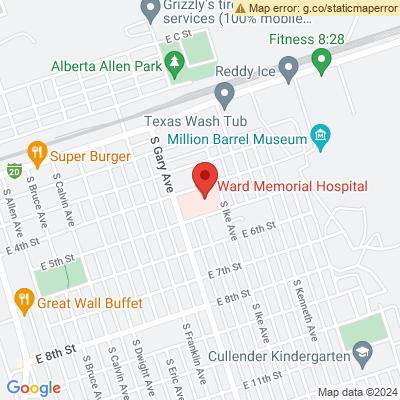 Map error: g.co/staticmaperror
Grizzly's tire
services (100% mobile...
E C St
Fitness 8:28
Alberta Allen Park
Reddy Ice
Texas Wash Tub
Million Barrel Museum
Super Burger
S Gary Ave
20
S Bruce Ave
S Calvin Ave
S Allen Ave
Ward Memorial Hospital
S Ike Ave
E 4th St
E 6th St
E 5th St
E 7th St
Great Wall Buffet
E 8th St
S Ike Ave
S Kenneth Ave
E 8th St
S Franklin Ave
S Dwight Ave
S Eric Ave
S Calvin Ave
S Bruce Ave
Cullender Kindergarten
E 11th St
Google
Map data ©2024